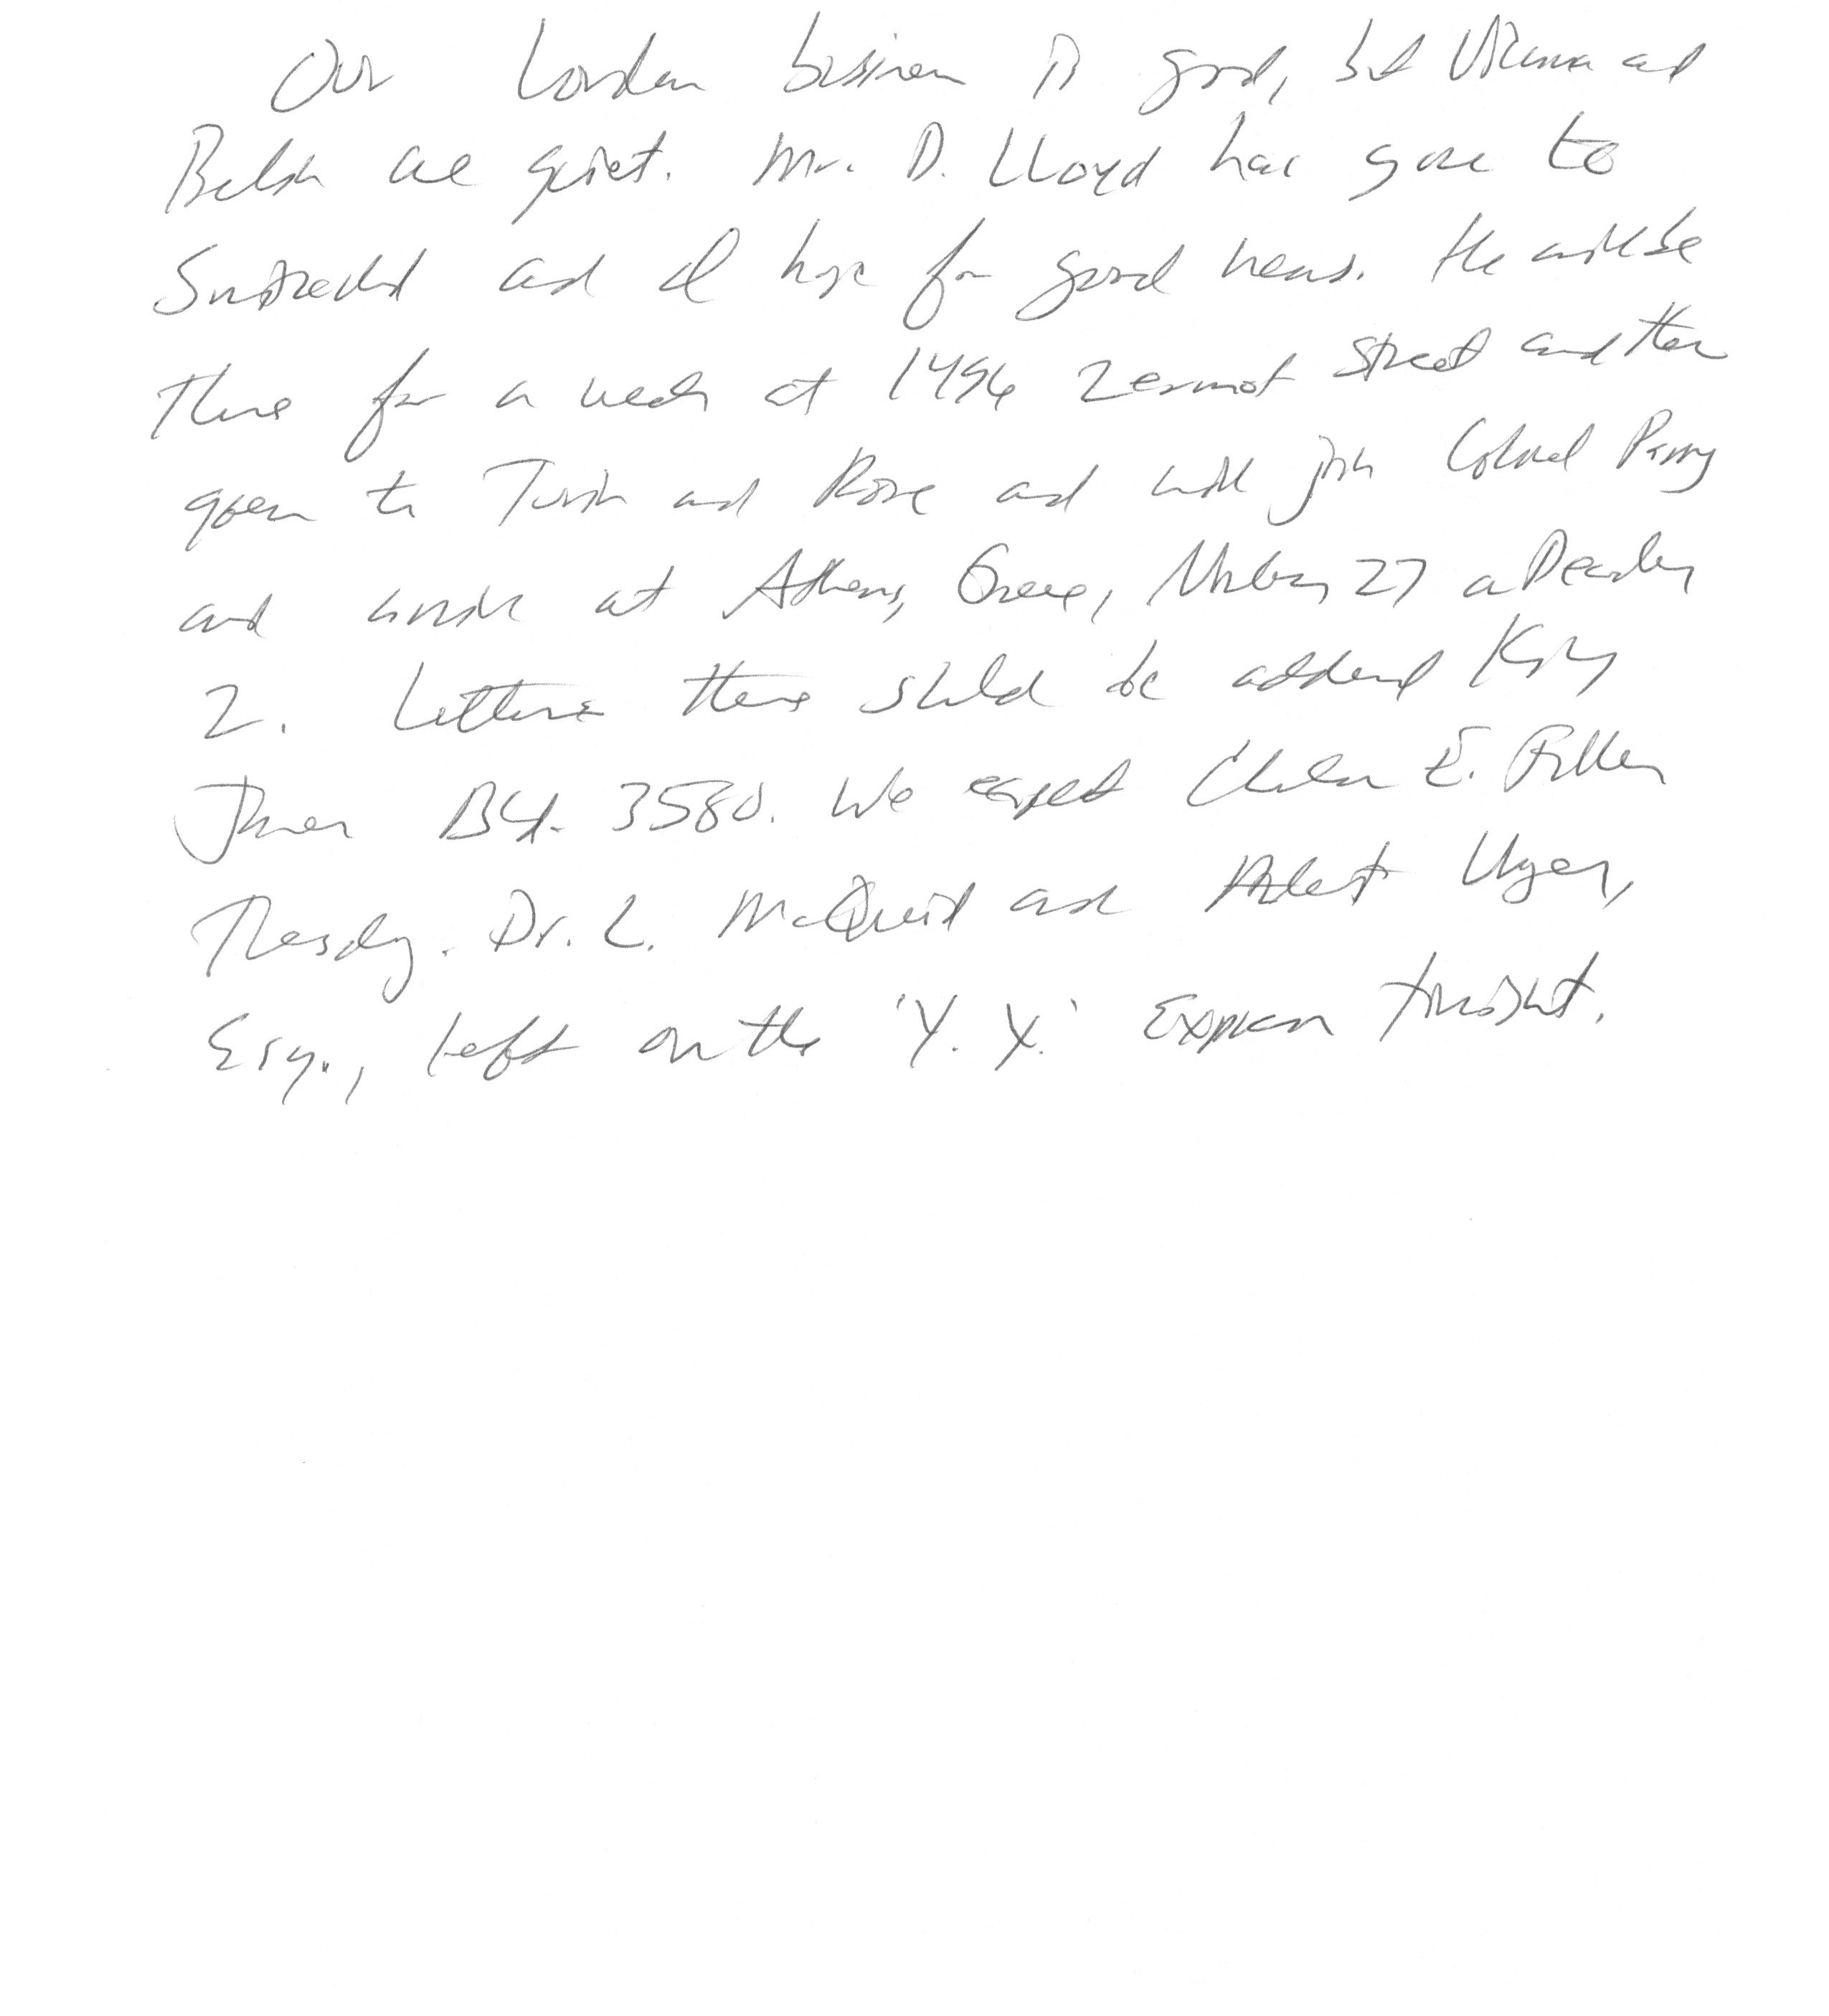 Our London business is good, but Vienna and
Berlin are quiet. Mr. D. Lloyd has gone to
Switzerland and I hope for good news. He will be
there for a week at 1496 Zermot Street and then
goes to Turin and Rome and will join Colonel Parry
and arrive at Athens, Greece, November 27 or December
2. Letters there should be addressed King
James Blvd. 3580. We expect Charles E. Fuller
Tuesday. Dr. L. McQuaid and Robert Unger,
Esq., left on the 'Y. X.' Express tonight.